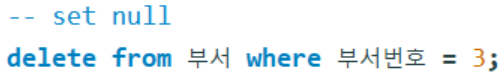 -- set null
delete from 부서 where 부서번호 = 3;